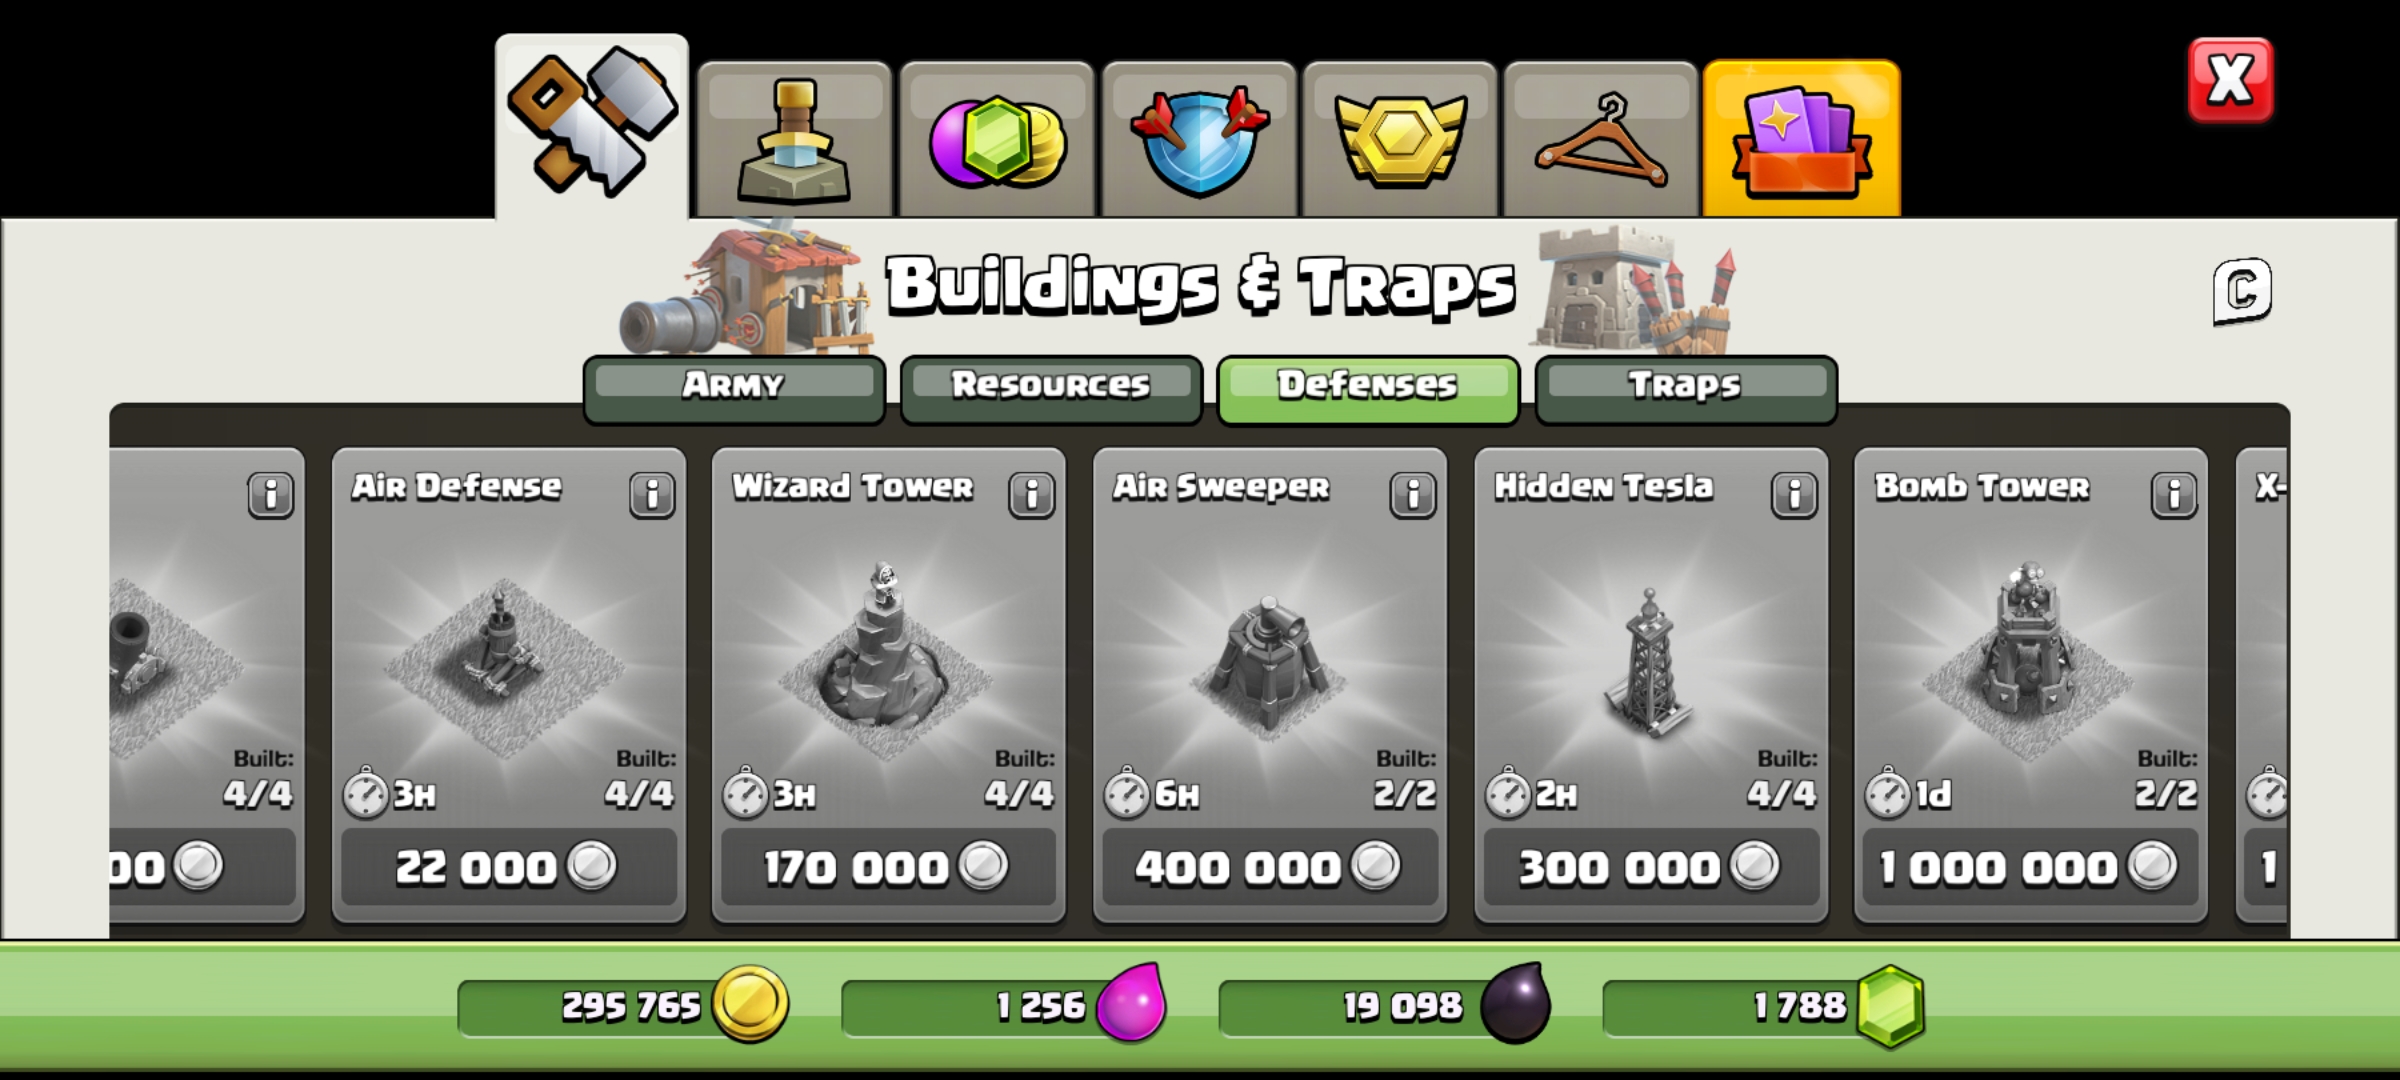 X
Buildings & Traps
C
Army
Resources
Defenses
Traps
i
Built:
4/4
00
Air Defense
i
3H
Built:
4/4
22 000
Wizard Tower
i
3H
Built:
4/4
170 000
Air Sweeper
i
6H
Built:
2/2
400 000
Hidden Tesla
i
2H
Built:
4/4
300 000
Bomb Tower
i
1d
Built:
2/2
1 000 000
X-
1
295 765
1 256
19 098
1 788